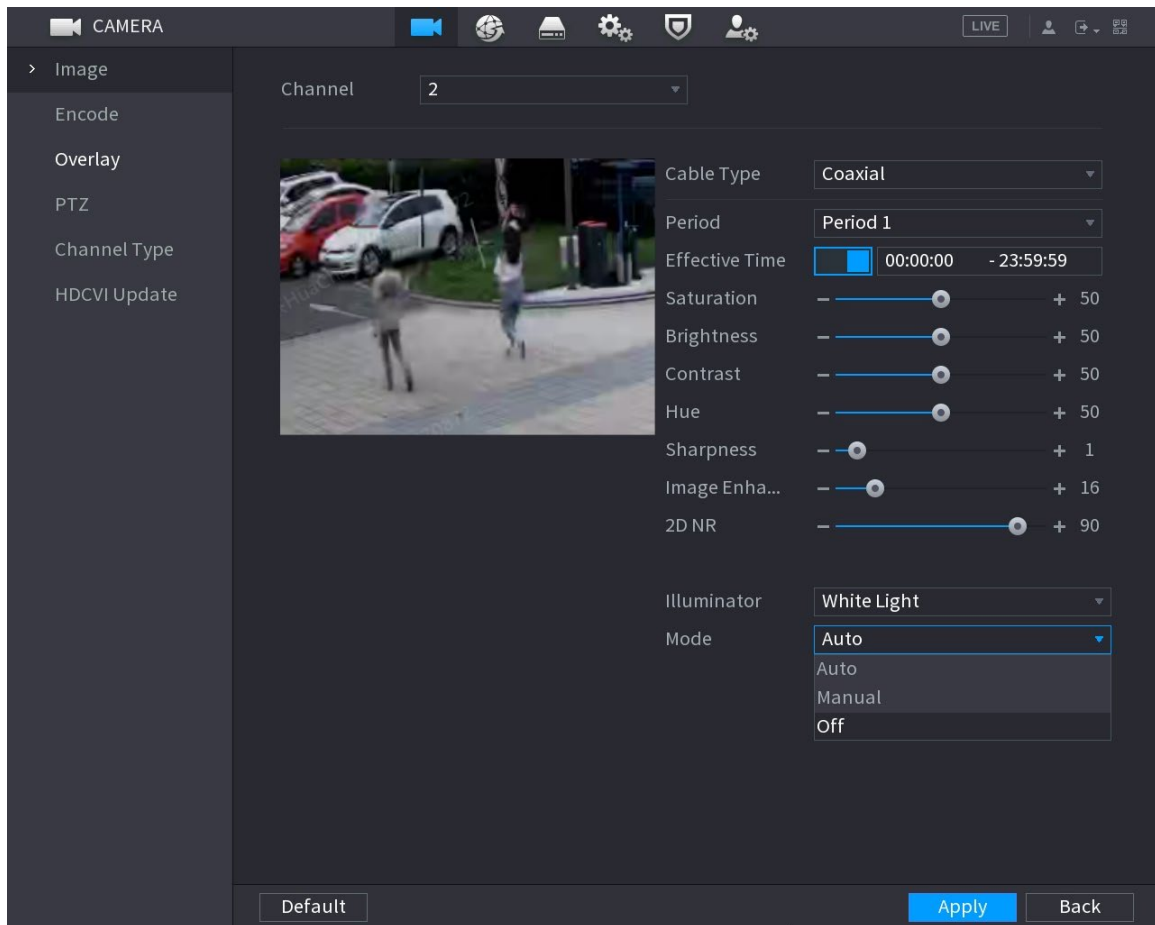 CAMERA
LIVE
Image
Encode
Overlay
PTZ
Channel Type
HDCVI Update
Channel 2
Cable Type Coaxial
Period Period 1
Effective Time 00:00:00 - 23:59:59
Saturation 50
Brightness 50
Contrast 50
Hue 50
Sharpness 1
Image Enha... 16
2D NR 90
Illuminator White Light
Mode Auto
Auto
Manual
Off
Default
Apply
Back